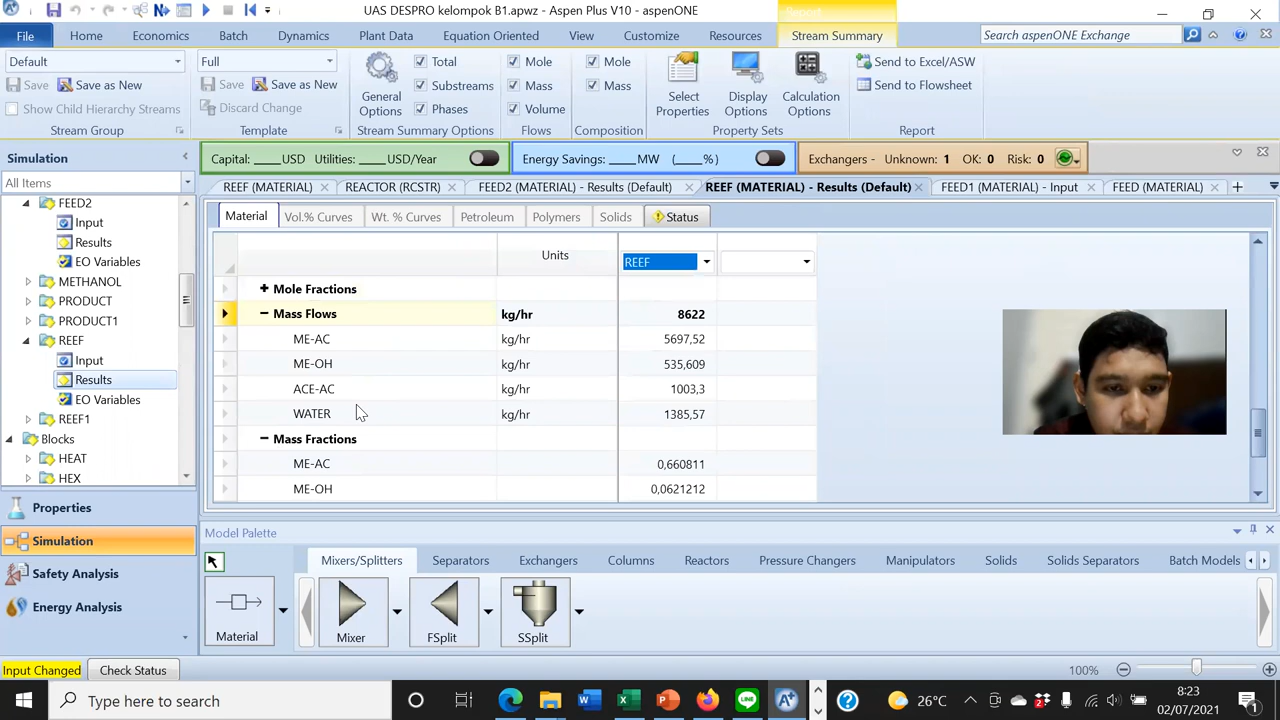 UAS DESPRO kelompok B1.apwz - Aspen Plus V10 - aspenONE
File Home Economics Batch Dynamics Plant Data Equation Oriented View Customize Resources Stream Summary Search aspenONE Exchange
Default Full Total Mole Mole Send to Excel/ASW
Save Save as New Save Save as New Substreams Mass Mass Send to Flowsheet
Show Child Hierarchy Streams Discard Change General Options Phases Volume Select Properties Display Options Calculation Options
Stream Group Template Stream Summary Options Flows Composition Property Sets Report
Simulation Capital: ____ USD Utilities: ____ USD/Year Energy Savings: ____ MW (____%) Exchangers - Unknown: 1 OK: 0 Risk: 0
All Items REEF (MATERIAL) REACTOR (RCSTR) FEED2 (MATERIAL) - Results (Default) REEF (MATERIAL) - Results (Default) FEED1 (MATERIAL) - Input FEED (MATERIAL)
FEED2
Input
Results
EO Variables
METHANOL
PRODUCT
PRODUCT1
REEF
Input
Results
EO Variables
REEF1
Blocks
HEAT
HEX
Properties
Simulation
Safety Analysis
Energy Analysis
Material Vol.% Curves Wt. % Curves Petroleum Polymers Solids Status
Units REEF
Mole Fractions
Mass Flows kg/hr 8622
ME-AC kg/hr 5697,52
ME-OH kg/hr 535,609
ACE-AC kg/hr 1003,3
WATER kg/hr 1385,57
Mass Fractions
ME-AC 0,660811
ME-OH 0,0621212
Model Palette
Mixers/Splitters Separators Exchangers Columns Reactors Pressure Changers Manipulators Solids Solids Separators Batch Models
Material Mixer FSplit SSplit
Input Changed Check Status 100%
Type here to search 26°C 8:23
02/07/2021